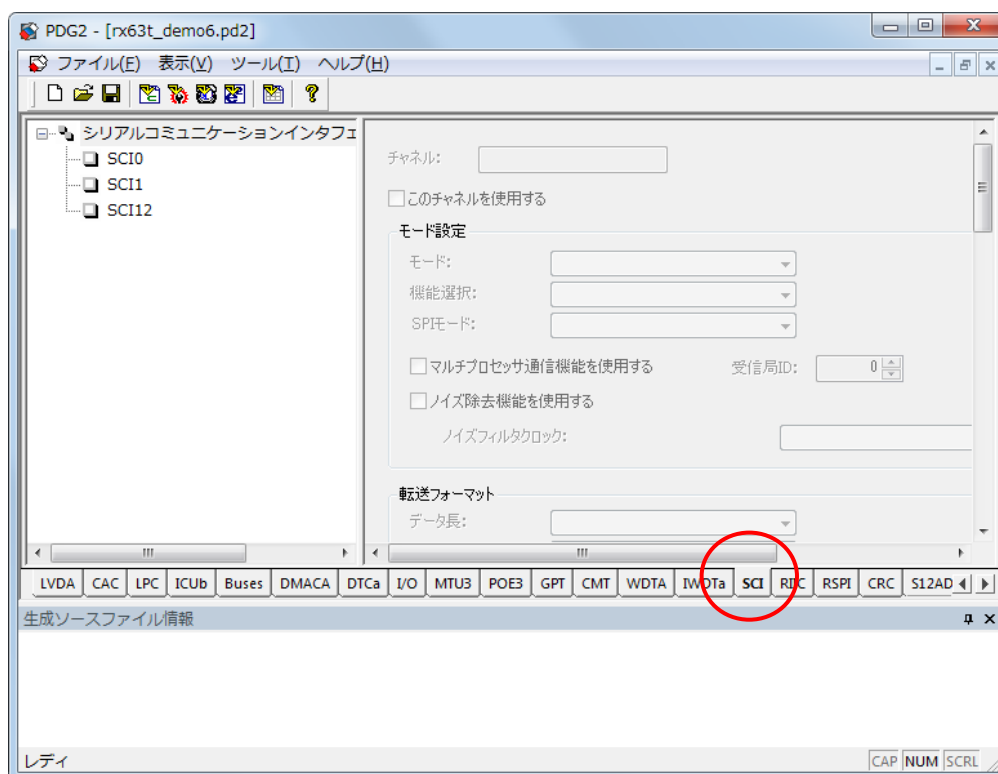 PDG2 - [rx63t_demo6.pd2]
ファイル(F) 表示(V) ツール(T) ヘルプ(H)
シリアルコミュニケーションインタフェ
SCI0
SCI1
SCI12
チャネル:
このチャネルを使用する
モード設定
モード:
機能選択:
SPIモード:
マルチプロセッサ通信機能を使用する 受信局ID: 0
ノイズ除去機能を使用する
ノイズフィルタクロック:
転送フォーマット
データ長:
LVDA CAC LPC ICUb Buses DMACA DTCa I/O MTU3 POE3 GPT CMT WDTA IWDTa SCI RIIC RSPI CRC S12AD
生成ソースファイル情報
レディ CAP NUM SCRL